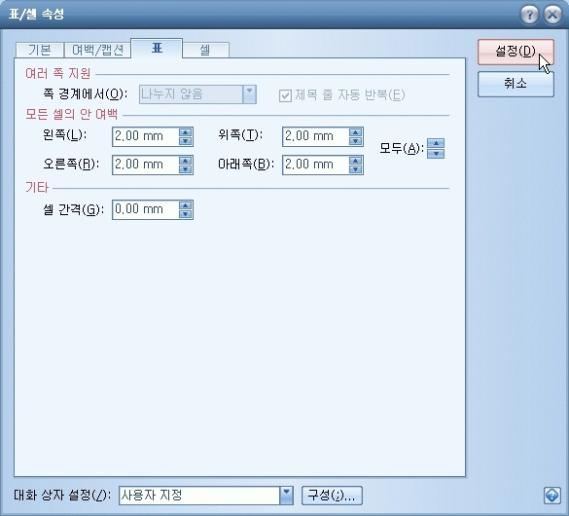 표/셀 속성
기본 여백/캡션 표 셀
설정(D)
취소
여러 쪽 지원
쪽 경계에서(O): 나누지 않음 제목 줄 자동 반복(E)
모든 셀의 안 여백
왼쪽(L): 2.00 mm 위쪽(T): 2.00 mm
모두(A):
오른쪽(R): 2.00 mm 아래쪽(B): 2.00 mm
기타
셀 간격(G): 0.00 mm
대화 상자 설정(/): 사용자 지정 구성(;)...